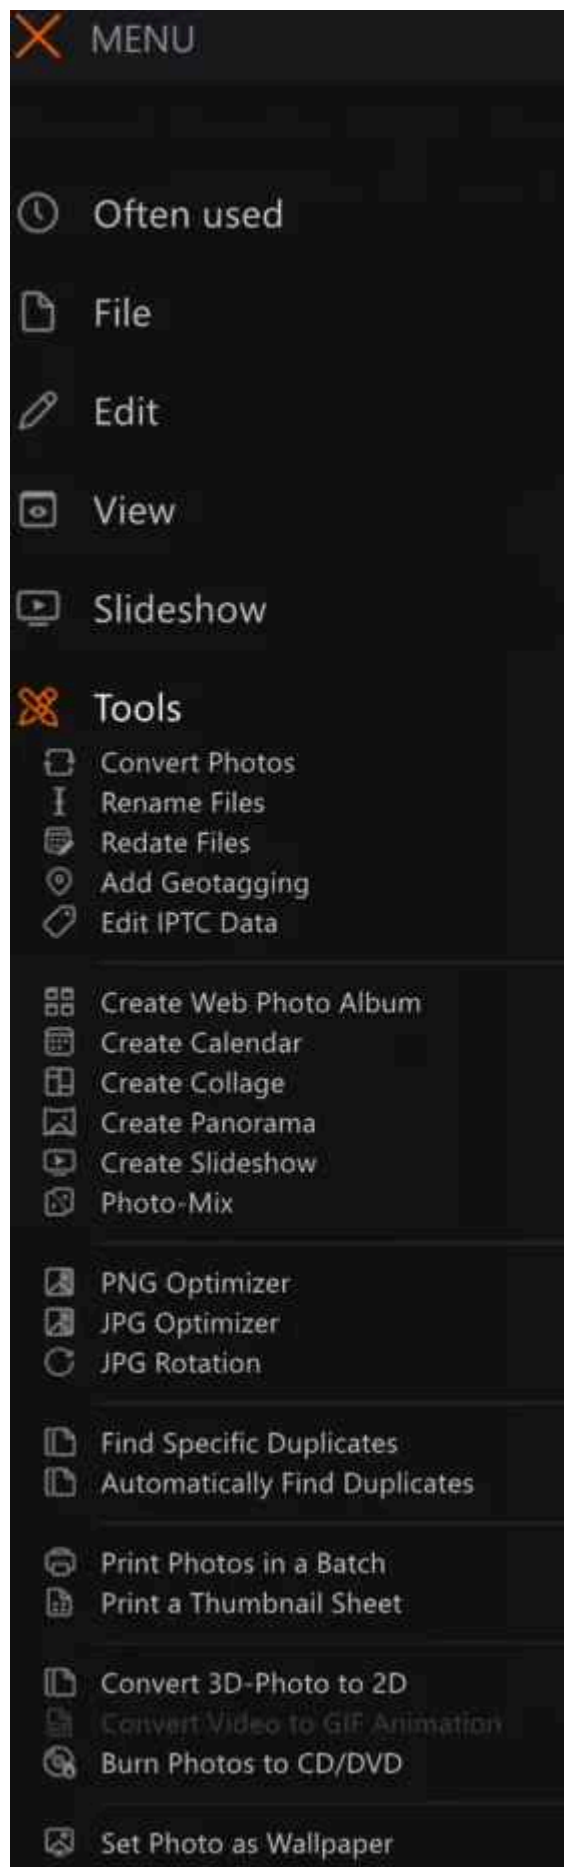 MENU
Often used
File
Edit
View
Slideshow
Tools
Convert Photos
Rename Files
Redate Files
Add Geotagging
Edit IPTC Data
Create Web Photo Album
Create Calendar
Create Collage
Create Panorama
Create Slideshow
Photo-Mix
PNG Optimizer
JPG Optimizer
JPG Rotation
Find Specific Duplicates
Automatically Find Duplicates
Print Photos in a Batch
Print a Thumbnail Sheet
Convert 3D-Photo to 2D
Convert Video to GIF Animation
Burn Photos to CD/DVD
Set Photo as Wallpaper